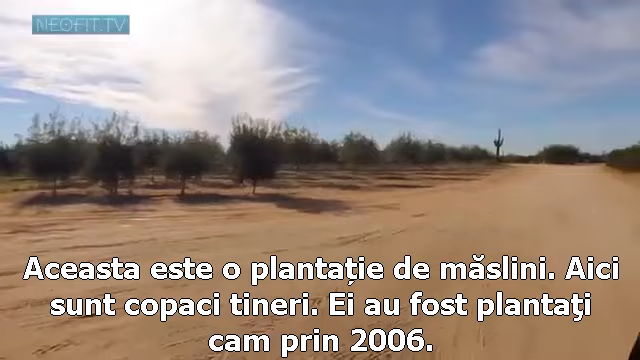 NEOFIT.TV
Aceasta este o plantație de măslini. Aici
sunt copaci tineri. Ei au fost plantaţi
cam prin 2006.